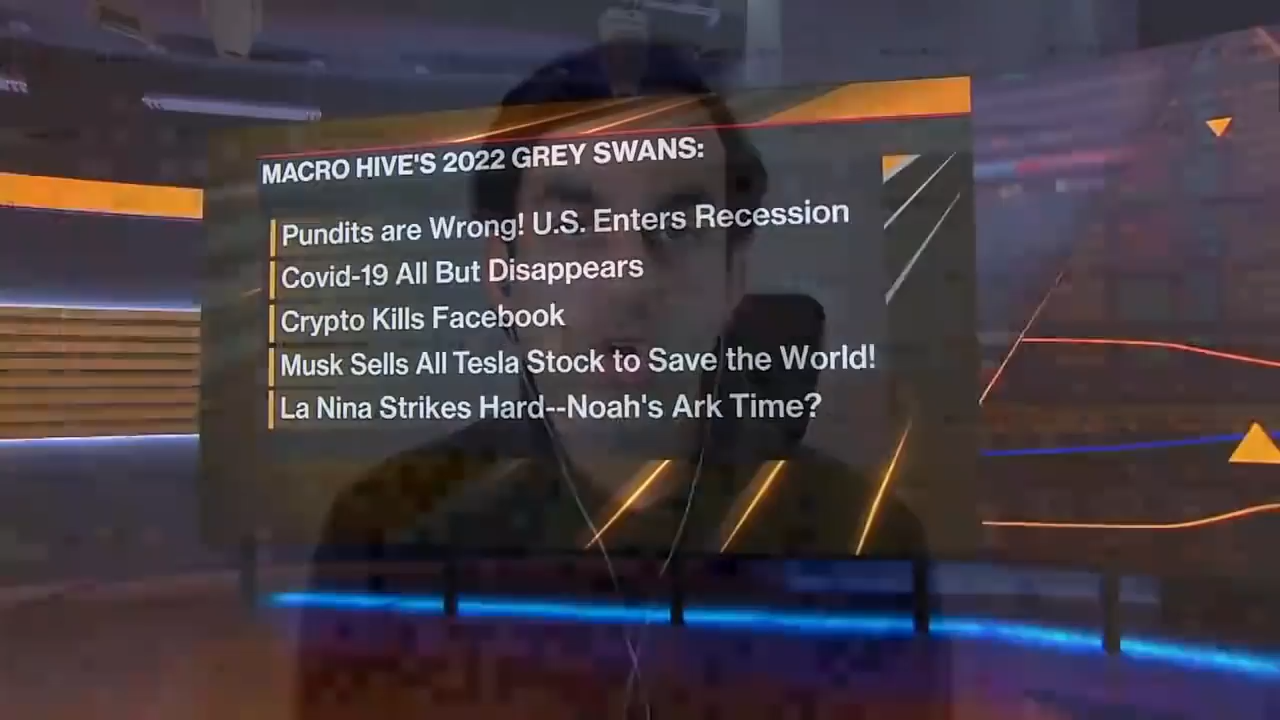 MACRO HIVE'S 2022 GREY SWANS:
Pundits are Wrong! U.S. Enters Recession
Covid-19 All But Disappears
Crypto Kills Facebook
Musk Sells All Tesla Stock to Save the World!
La Nina Strikes Hard--Noah's Ark Time?